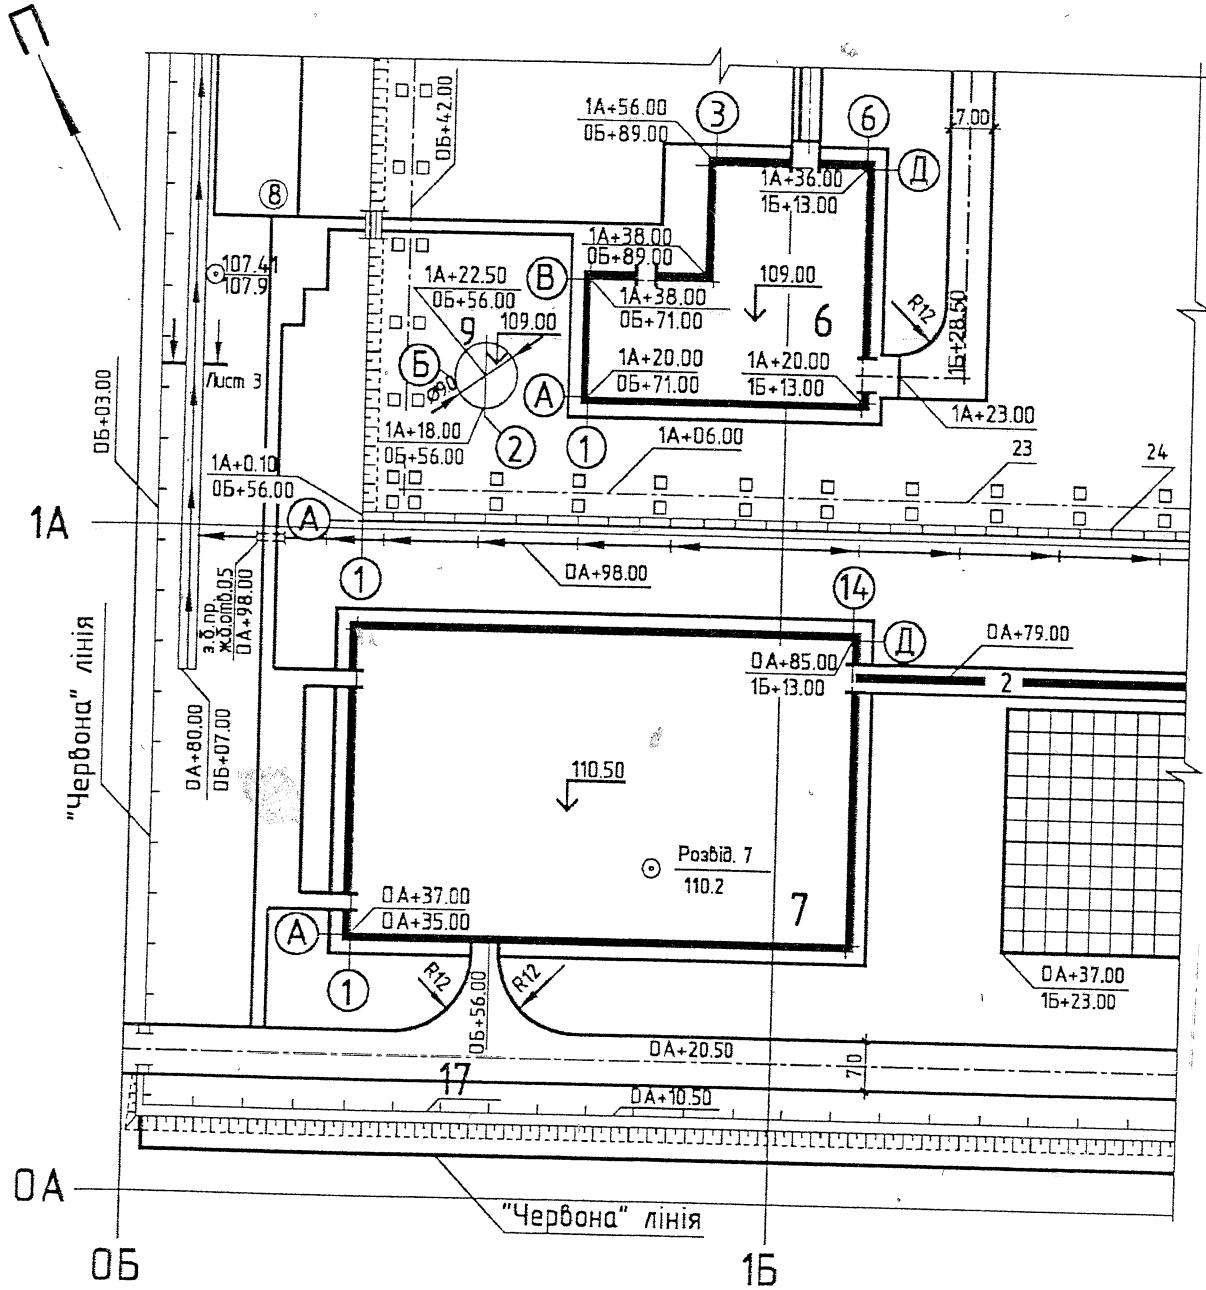 П
0Б+42.00
1А+56.00
0Б+89.00
3
6
7.00
Д
1А+36.00
1Б+13.00
8
1А+38.00
0Б+89.00
107.41
107.9
1А+22.50
0Б+56.00
В
1А+38.00
0Б+71.00
109.00
6
R12
1Б+28.50
9
109.00
Б
Ø9.0
Лист 3
0Б+03.00
1А+20.00
0Б+71.00
1А+20.00
1Б+13.00
А
1А+23.00
1А+18.00
0Б+56.00
2
1
1А+06.00
23
24
1А+0.10
0Б+56.00
1А
А
1
0А+98.00
14
з.б.пр.
ж.б.отв.0.5
0А+98.00
Д
0А+79.00
0А+85.00
1Б+13.00
2
"Червона" лінія
0А+80.00
0Б+07.00
110.50
Розвід. 7
110.2
7
0А+37.00
0А+35.00
А
1
R12
R12
0Б+56.00
0А+37.00
1Б+23.00
0А+20.50
7.0
17
0А+10.50
0А
"Червона" лінія
0Б
1Б